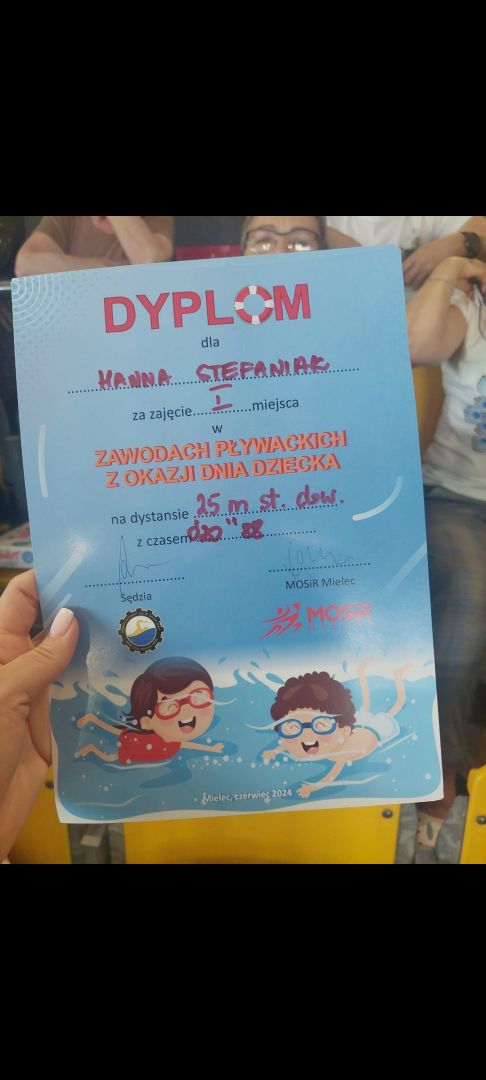 DYPLOM
dla
HANNA STEFANIAK
za zajęcie.....I.....miejsca
w
ZAWODACH PŁYWACKICH
Z OKAZJI DNIA DZIECKA
na dystansie 25 m st. dow.
z czasem
Sędzia
MOSiR Mielec
MOSiR
Mielec, czerwiec 2024